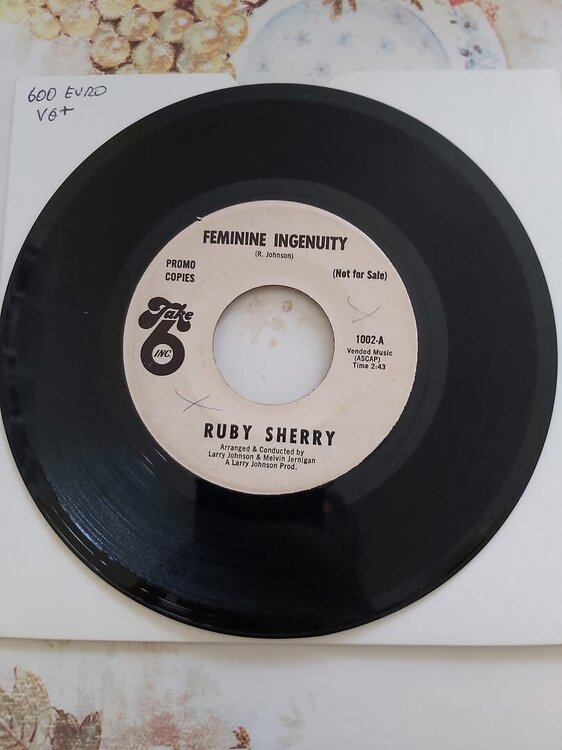 600 EURO
VG+
FEMININE INGENUITY
(R. Johnson)
PROMO
COPIES
(Not for Sale)
Take
6
INC.
1002-A
Vended Music
(ASCAP)
Time 2:43
RUBY SHERRY
Arranged & Conducted by
Larry Johnson & Melvin Jernigan
A Larry Johnson Prod.